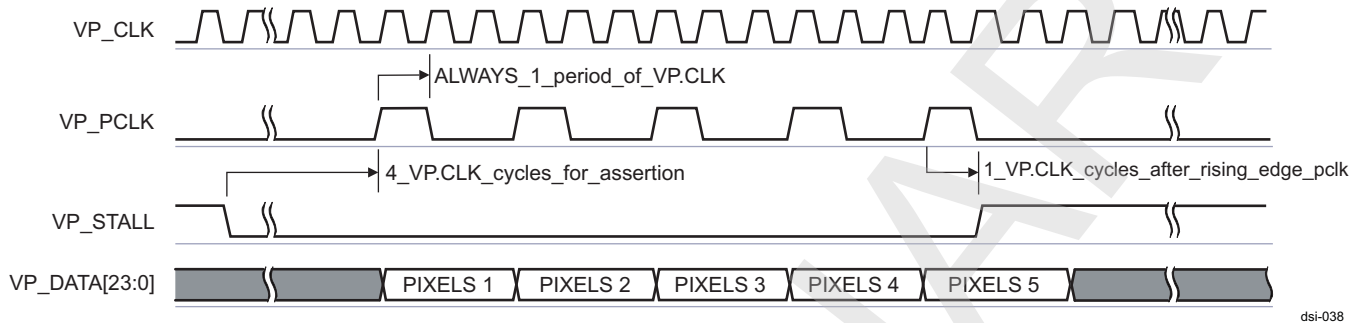 VP_CLK
ALWAYS_1_period_of_VP.CLK
VP_PCLK
4_VP.CLK_cycles_for_assertion
1_VP.CLK_cycles_after_rising_edge_pclk
VP_STALL
VP_DATA[23:0]
PIXELS 1
PIXELS 2
PIXELS 3
PIXELS 4
PIXELS 5
dsi-038